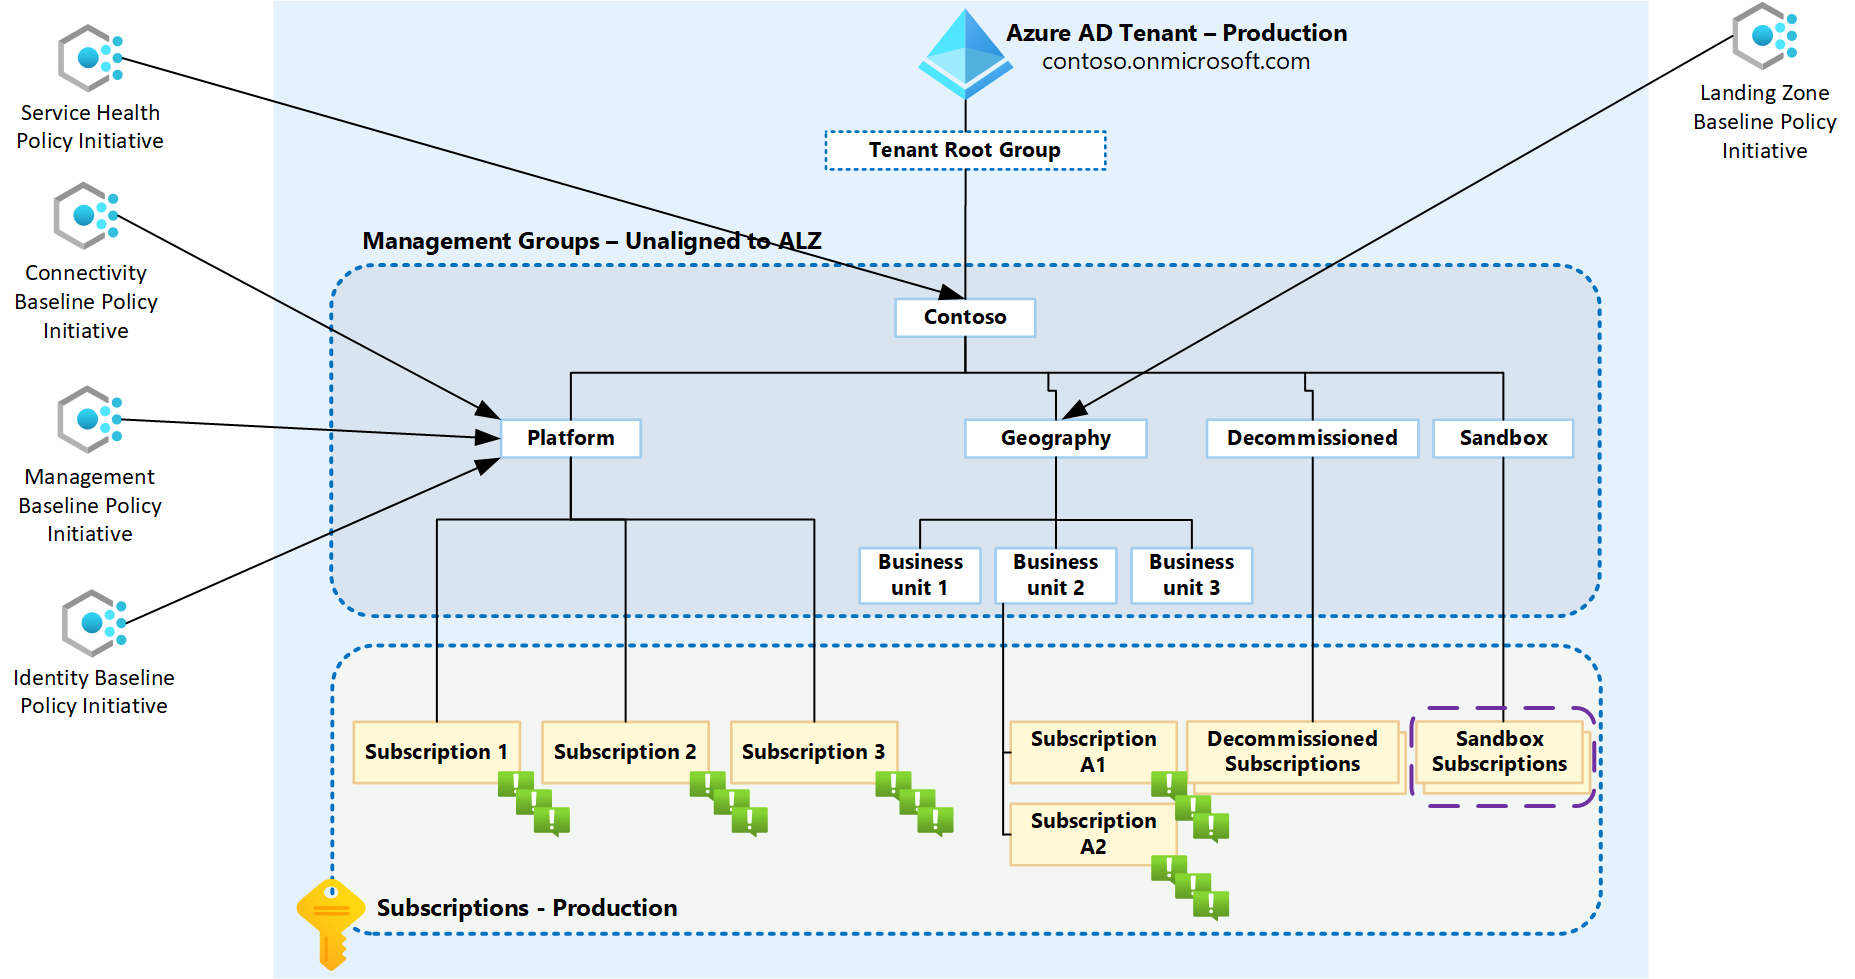 Azure AD Tenant – Production
contoso.onmicrosoft.com
Service Health
Policy Initiative
Landing Zone
Baseline Policy
Initiative
Tenant Root Group
Management Groups – Unaligned to ALZ
Connectivity
Baseline Policy
Initiative
Contoso
Platform
Geography
Decommissioned
Sandbox
Management
Baseline Policy
Initiative
Business
unit 1
Business
unit 2
Business
unit 3
Identity Baseline
Policy Initiative
Subscription 1
Subscription 2
Subscription 3
Subscription
A1
Decommissioned
Subscriptions
Sandbox
Subscriptions
Subscription
A2
Subscriptions - Production